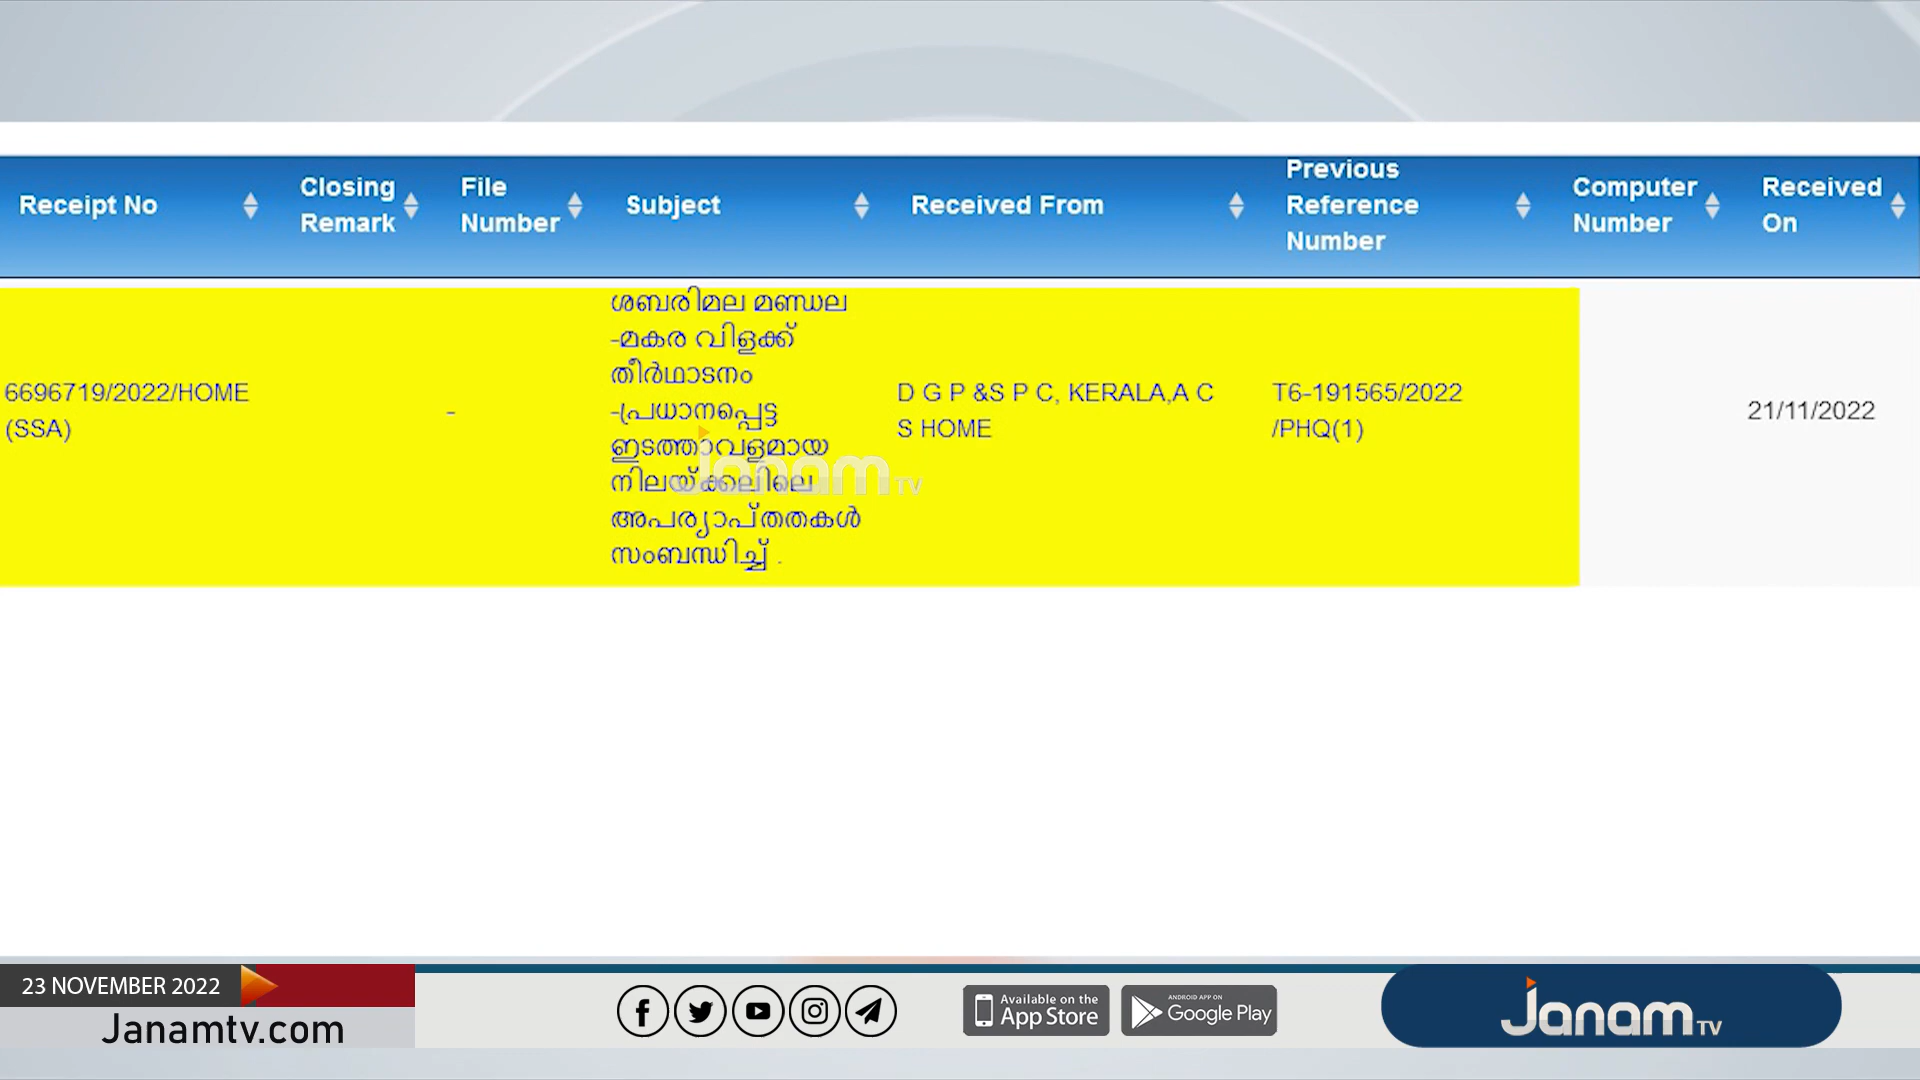 Receipt No
Closing Remark
File Number
Subject
Received From
Previous Reference Number
Computer Number
Received On
6696719/2022/HOME
(SSA)
-
ശബരിമല മണ്ഡല
-മകര വിളക്ക്
തീർഥാടനം
-പ്രധാനപ്പെട്ട
ഇടത്താവളമായ
നിലയ്ക്കലിലെ
അപര്യാപ്തതകൾ
സംബന്ധിച്ച് .
D G P &S P C, KERALA,A C
S HOME
T6-191565/2022
/PHQ(1)
21/11/2022
Janam TV
23 NOVEMBER 2022
Janamtv.com
Available on the
App Store
ANDROID APP ON
Google Play
Janam TV